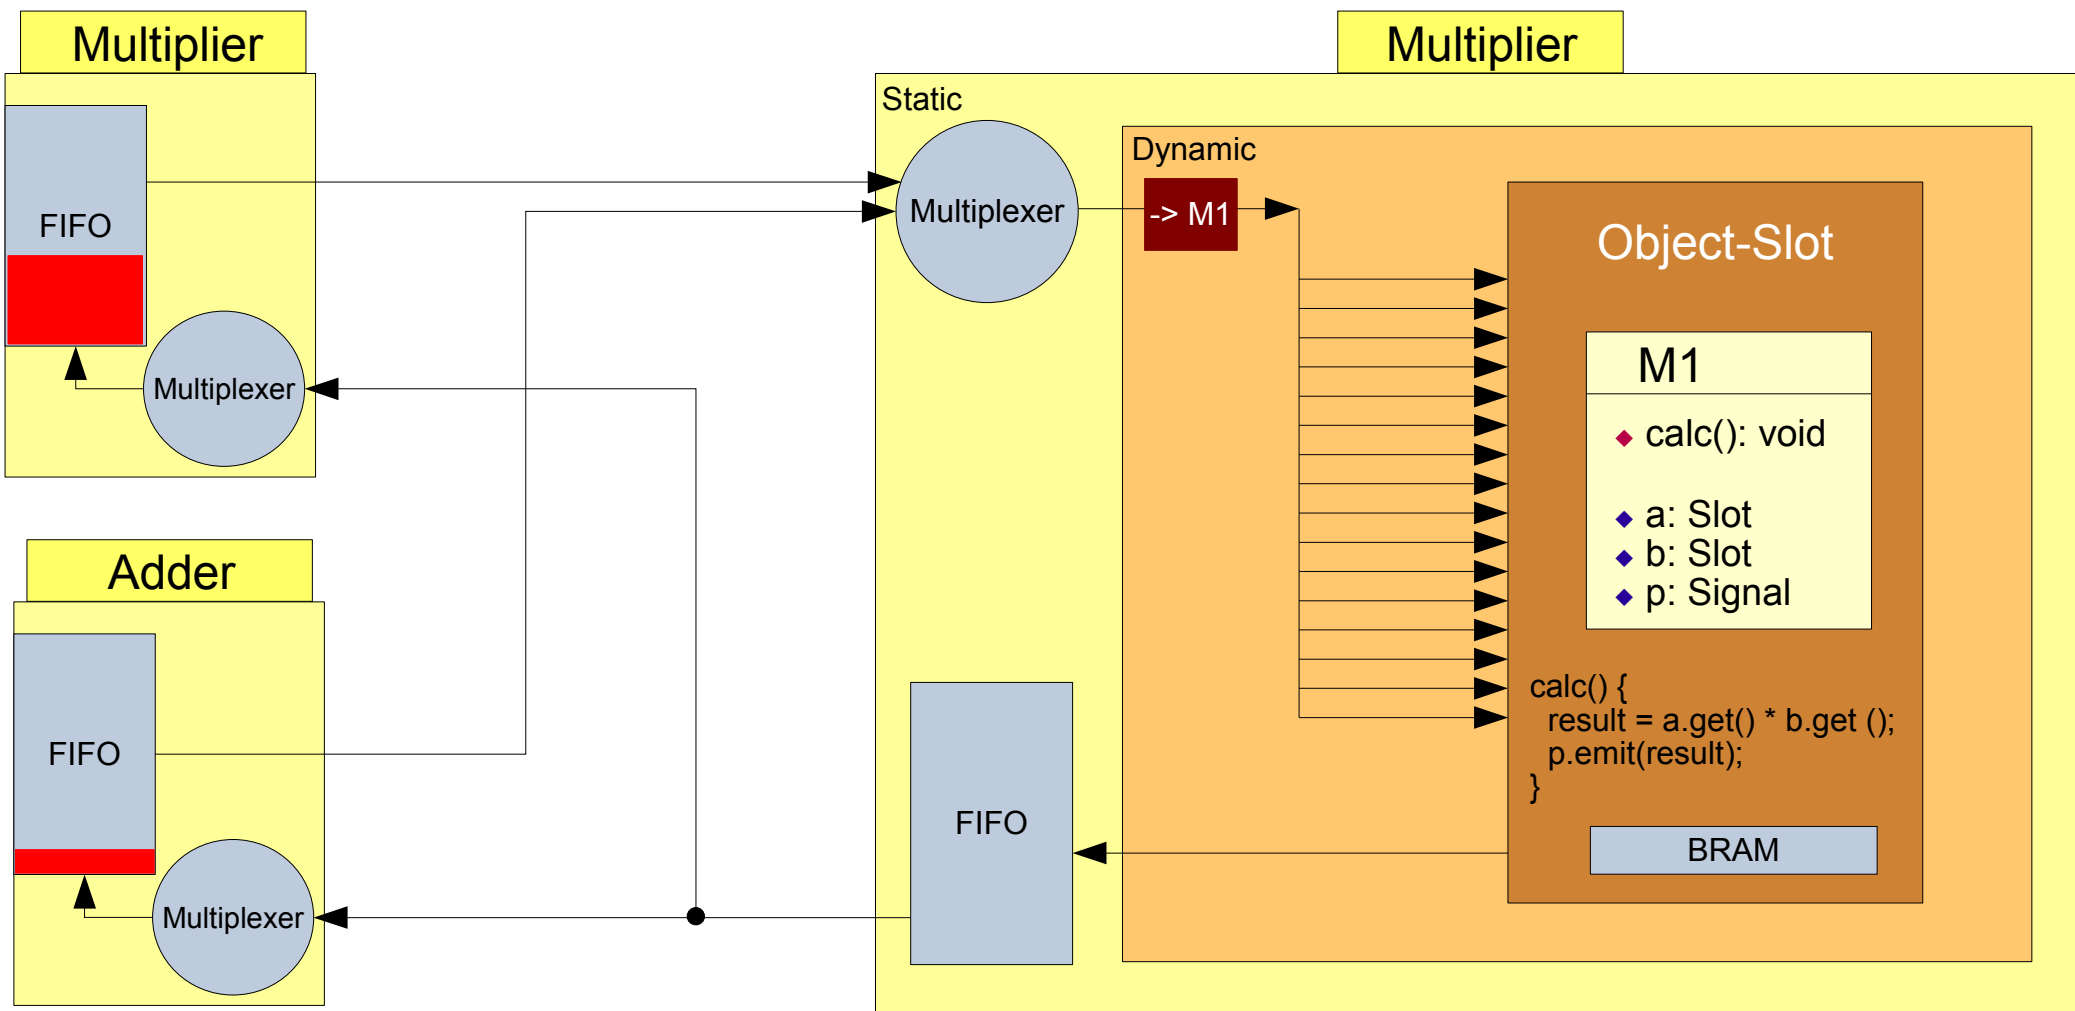 Multiplier
FIFO
Multiplexer
Adder
FIFO
Multiplexer
Multiplier
Static
Multiplexer
Dynamic
-> M1
FIFO
Object-Slot
M1
calc(): void
a: Slot
b: Slot
p: Signal
calc() {
result = a.get() * b.get ();
p.emit(result);
}
BRAM